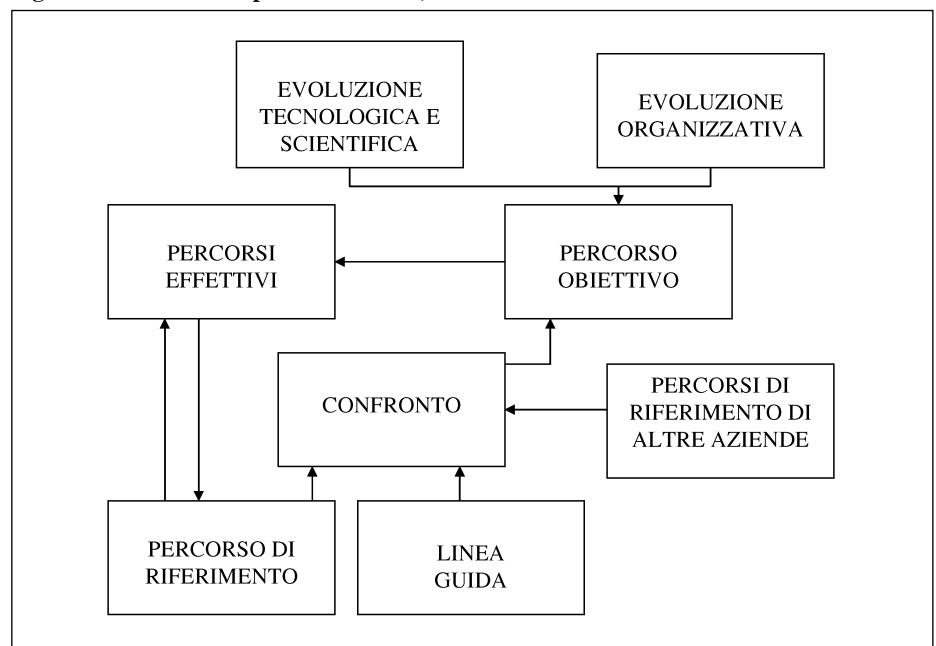 EVOLUZIONE
TECNOLOGICA E
SCIENTIFICA
EVOLUZIONE
ORGANIZZATIVA
PERCORSI
EFFETTIVI
PERCORSO
OBIETTIVO
CONFRONTO
PERCORSI DI
RIFERIMENTO DI
ALTRE AZIENDE
PERCORSO DI
RIFERIMENTO
LINEA
GUIDA